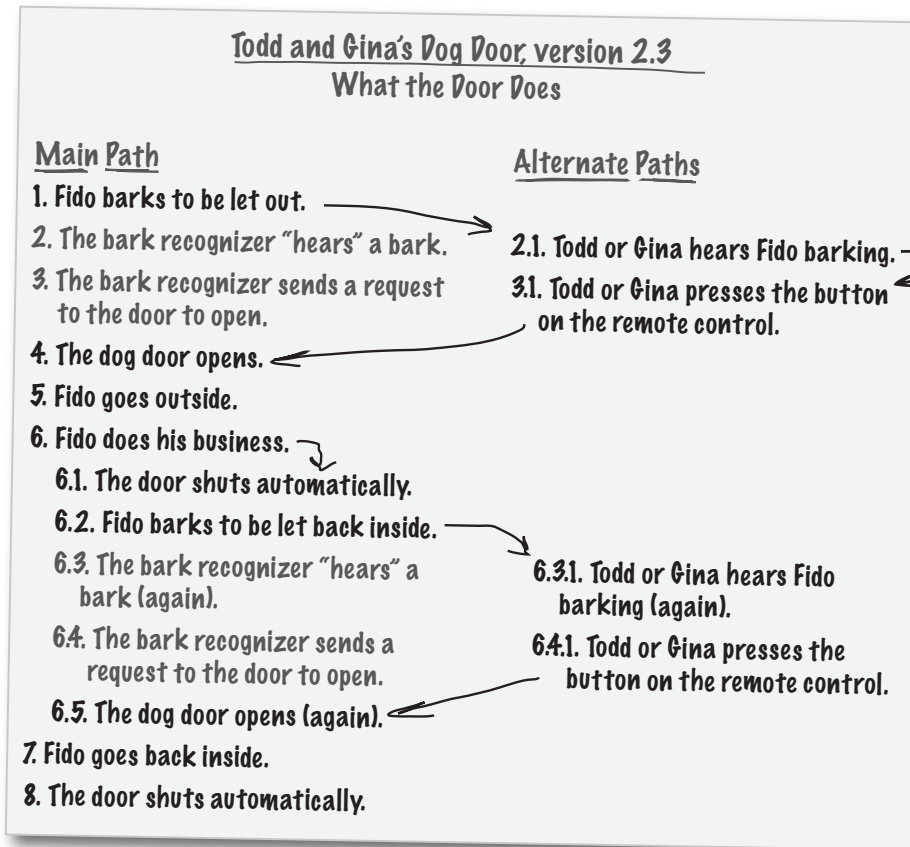 Todd and Gina's Dog Door, version 2.3
What the Door Does
Main Path
1. Fido barks to be let out.
2. The bark recognizer "hears" a bark.
3. The bark recognizer sends a request
to the door to open.
4. The dog door opens.
5. Fido goes outside.
6. Fido does his business.
6.1. The door shuts automatically.
6.2. Fido barks to be let back inside.
6.3. The bark recognizer "hears" a
bark (again).
6.4. The bark recognizer sends a
request to the door to open.
6.5. The dog door opens (again).
7. Fido goes back inside.
8. The door shuts automatically.
Alternate Paths
2.1. Todd or Gina hears Fido barking.
3.1. Todd or Gina presses the button
on the remote control.
6.3.1. Todd or Gina hears Fido
barking (again).
6.4.1. Todd or Gina presses the
button on the remote control.